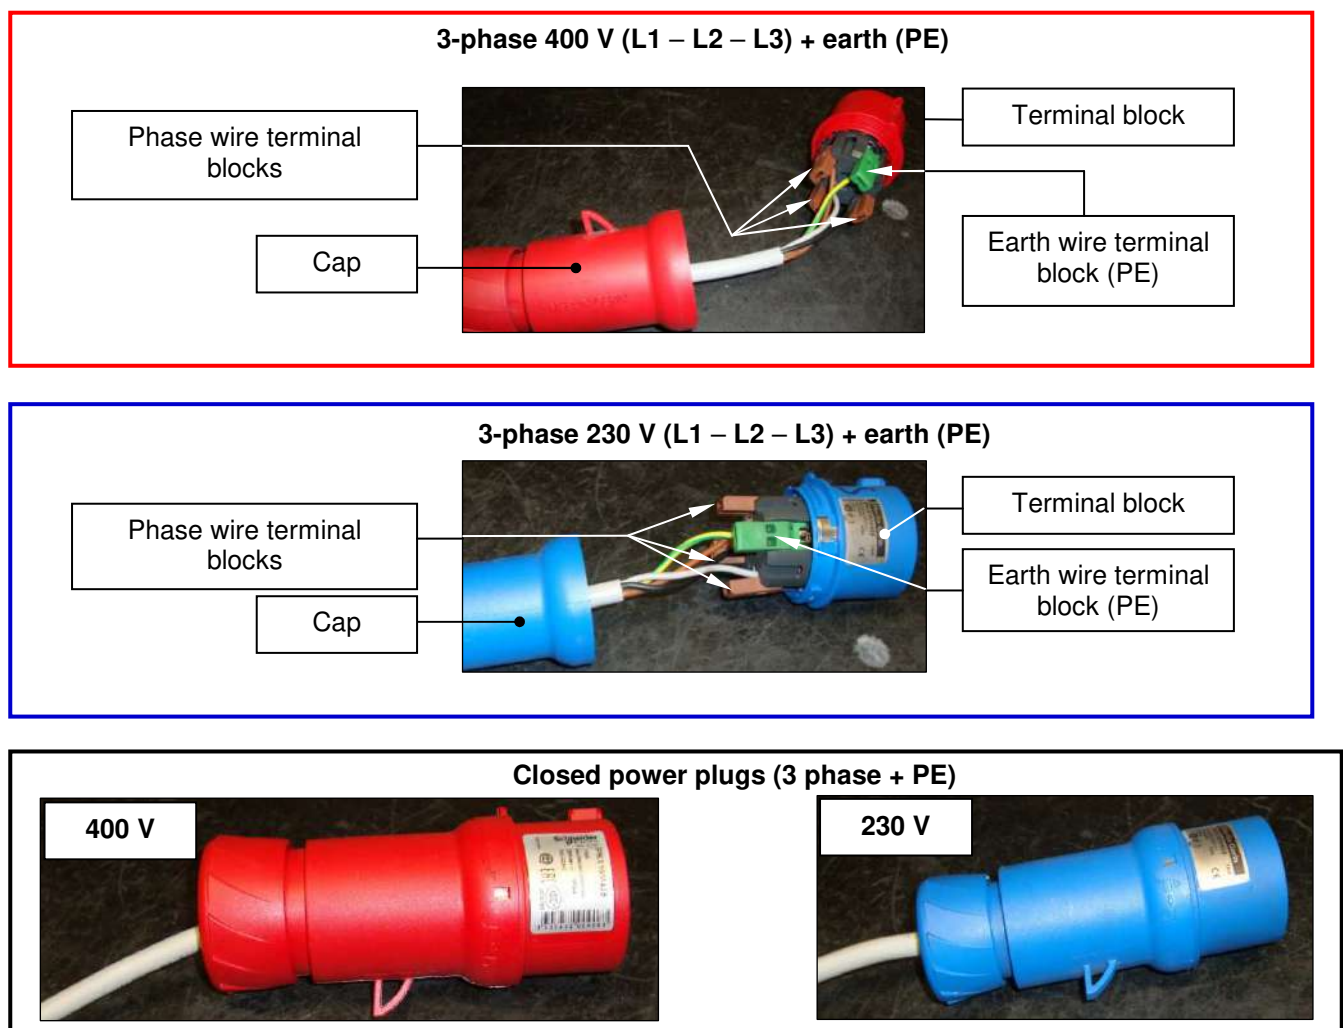 3-phase 400 V (L1 – L2 – L3) + earth (PE)
Phase wire terminal
blocks
Terminal block
Cap
Earth wire terminal
block (PE)
3-phase 230 V (L1 – L2 – L3) + earth (PE)
Phase wire terminal
blocks
Terminal block
Cap
Earth wire terminal
block (PE)
Closed power plugs (3 phase + PE)
400 V
Schneider
230 V